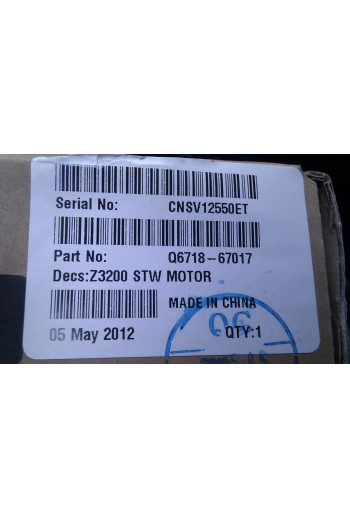 Serial No: CNSV12550ET
Part No: Q6718-67017
Decs:Z3200 STW MOTOR
MADE IN CHINA
05 May 2012 QTY:1